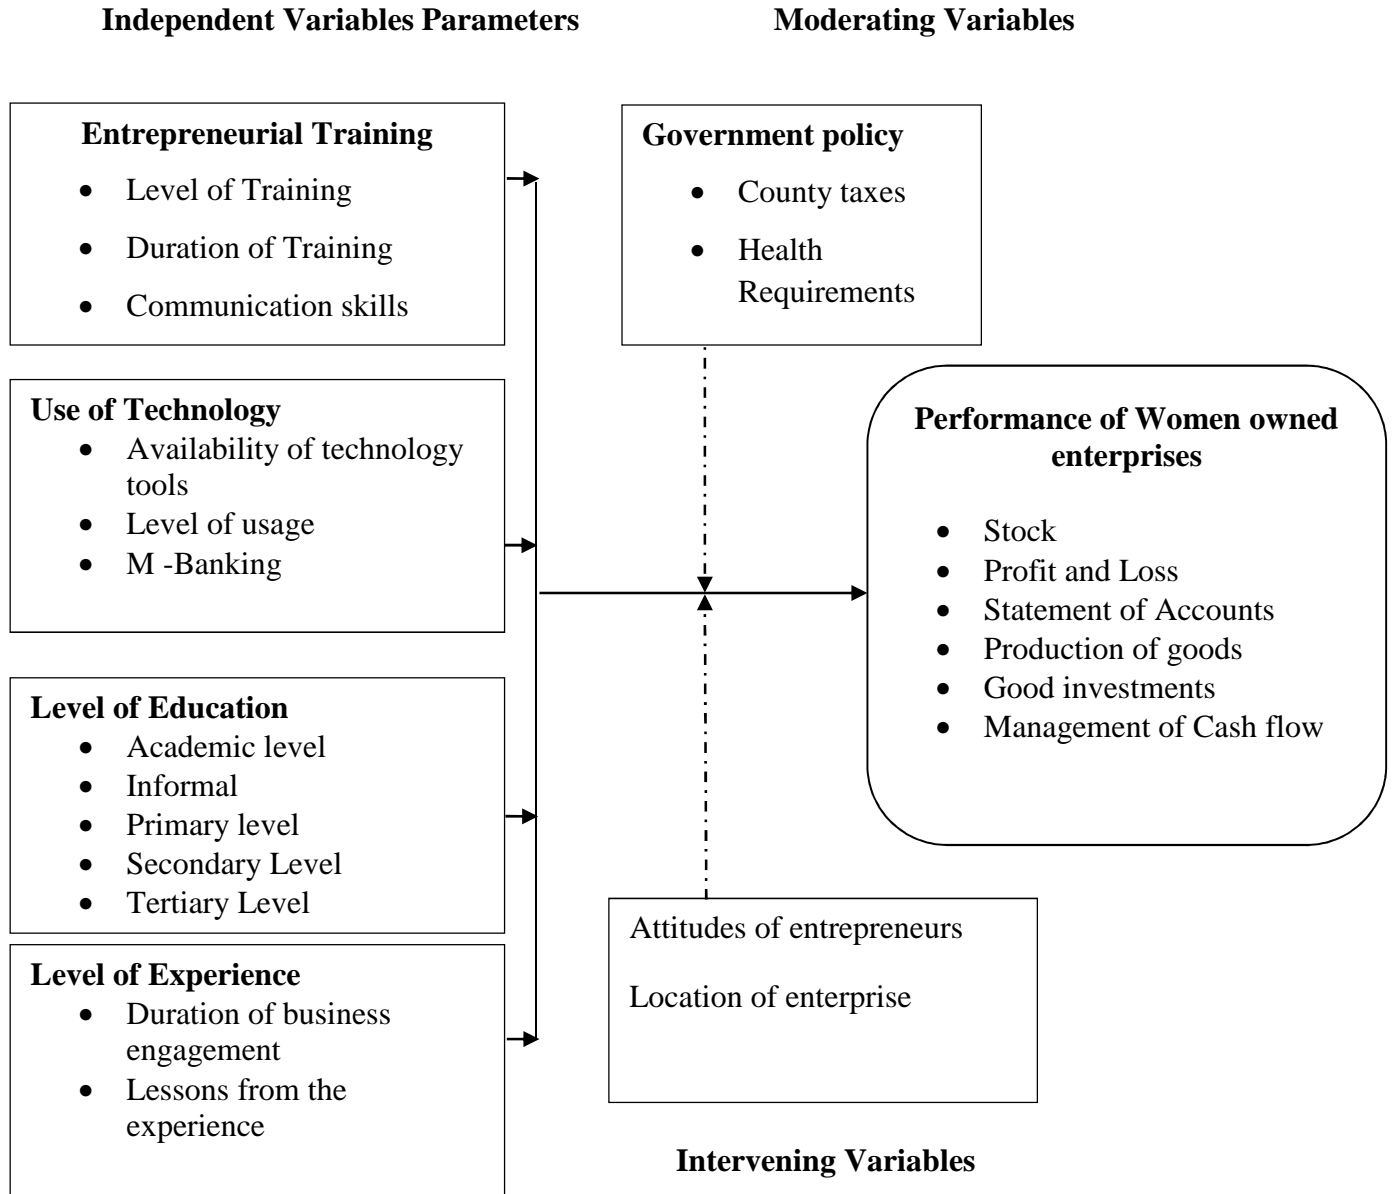 Independent Variables Parameters
Moderating Variables
Entrepreneurial Training
• Level of Training
• Duration of Training
• Communication skills
Government policy
• County taxes
• Health
Requirements
Use of Technology
• Availability of technology
tools
• Level of usage
• M -Banking
Performance of Women owned
enterprises
• Stock
• Profit and Loss
• Statement of Accounts
• Production of goods
• Good investments
• Management of Cash flow
Level of Education
• Academic level
• Informal
• Primary level
• Secondary Level
• Tertiary Level
Attitudes of entrepreneurs
Location of enterprise
Level of Experience
• Duration of business
engagement
• Lessons from the
experience
Intervening Variables